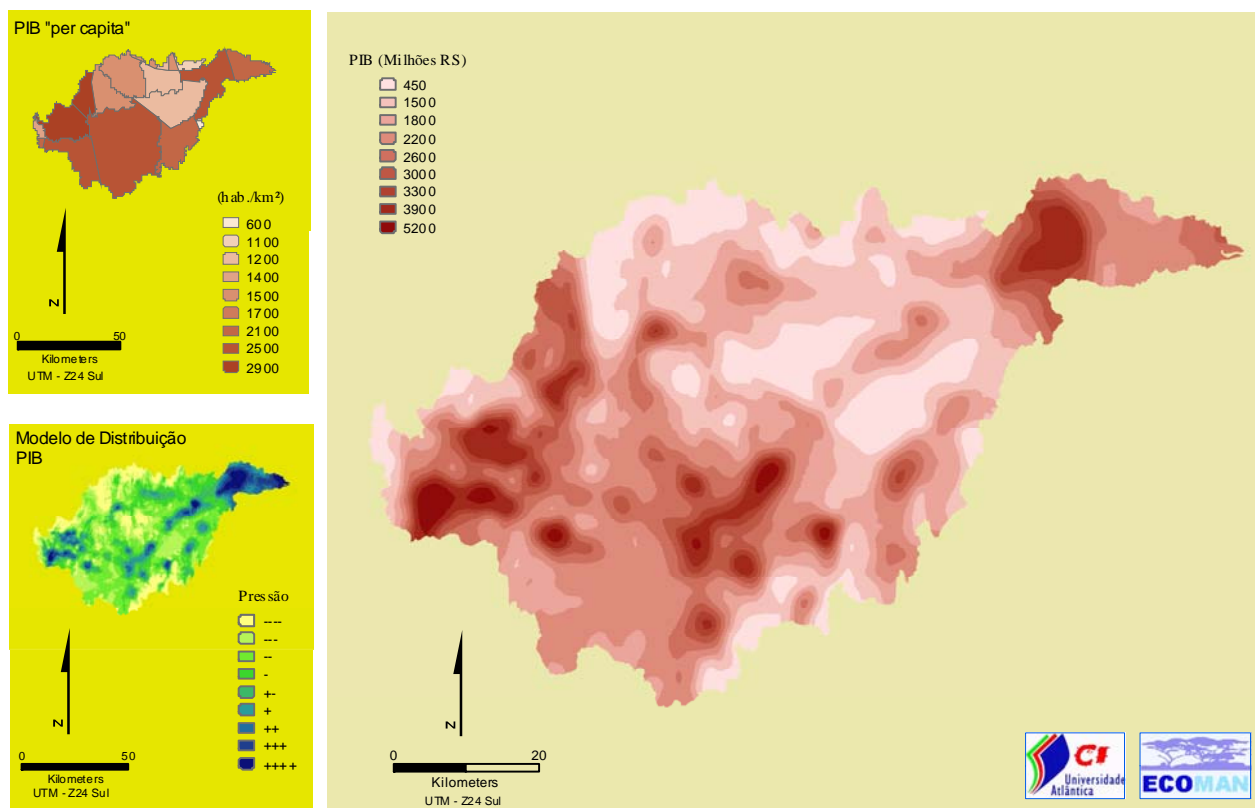 PIB "per capita"
(hab./km²)
600
1100
1200
1400
1500
1700
2100
2500
2900
N
0 50
Kilometers
UTM - Z24 Sul
Modelo de Distribuição
PIB
Pressão
----
---
--
-
+-
+
++
+++
++++
N
0 50
Kilometers
UTM - Z24 Sul
PIB (Milhões RS)
450
1500
1800
2200
2600
3000
3300
3900
5200
N
0 20
Kilometers
UTM - Z24 Sul
CI
Universidade
Atlântica
ECOMAN